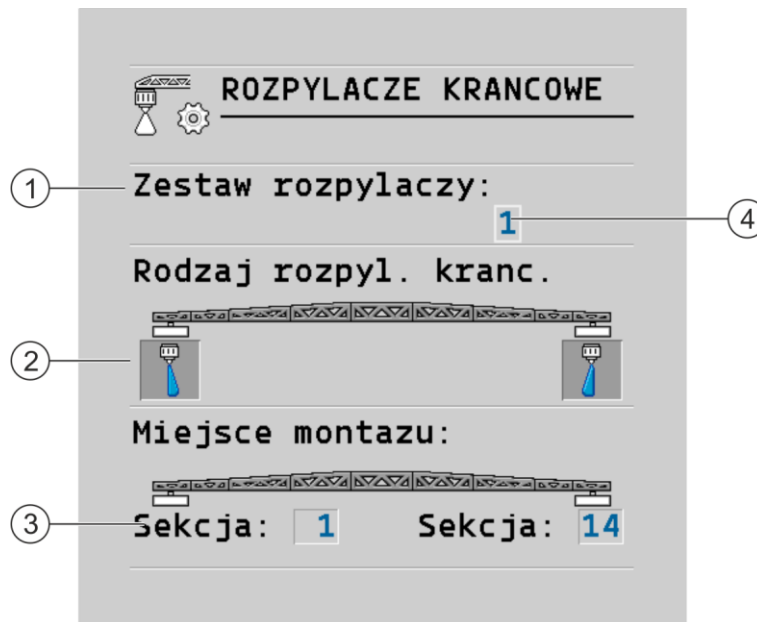 ROZPYLACZE KRANCOWE
1 Zestaw rozpylaczy:
1 4
Rodzaj rozpyl. kranc.
2
Miejsce montazu:
3 Sekcja: 1 Sekcja: 14